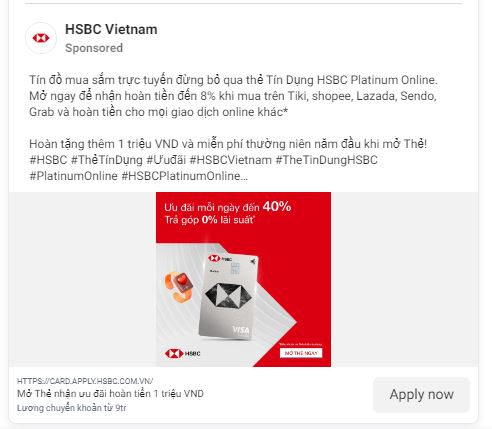 HSBC Vietnam
Sponsored
Tín đồ mua sắm trực tuyến đừng bỏ qua thẻ Tín Dụng HSBC Platinum Online.
Mở ngay để nhận hoàn tiền đến 8% khi mua trên Tiki, shopee, Lazada, Sendo,
Grab và hoàn tiền cho mọi giao dịch online khác*
Hoàn tặng thêm 1 triệu VND và miễn phí thường niên năm đầu khi mở Thẻ!
#HSBC #ThẻTínDụng #Ưuđãi #HSBCVietnam #TheTinDungHSBC
#PlatinumOnline #HSBCPlatinumOnline...
Ưu đãi mỗi ngày đến 40%
Trả góp 0% lãi suất*
HSBC
VISA
HSBC
MỞ THẺ NGAY
HTTPS://CARD.APPLY.HSBC.COM.VN/
Mở Thẻ nhận ưu đãi hoàn tiền 1 triệu VND
Lương chuyển khoản từ 9tr
Apply now